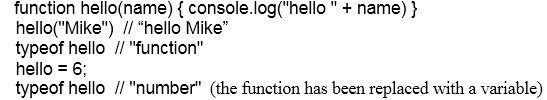 function hello(name) { console.log("hello " + name) }
hello("Mike")  // “hello Mike”
typeof hello  // "function"
hello = 6;
typeof hello  // "number"  (the function has been replaced with a variable)